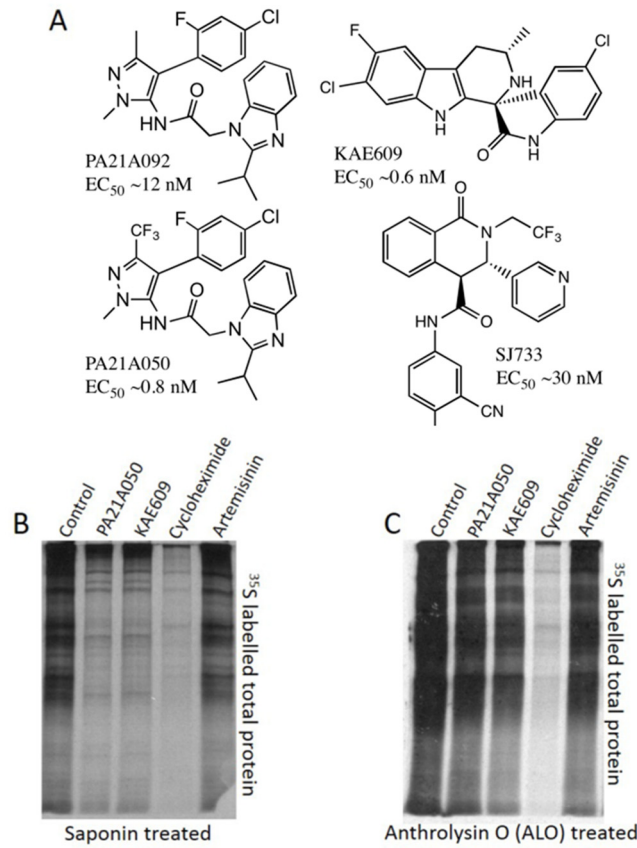 A
F
Cl
N
N
HN
O
N
N
PA21A092
EC50 ~12 nM
F
Cl
NH
N
H
O
N
H
Cl
KAE609
EC50 ~0.6 nM
CF3
F
Cl
N
N
HN
O
N
N
PA21A050
EC50 ~0.8 nM
O
N
CF3
N
HN
O
CN
SJ733
EC50 ~30 nM
B
Control
PA21A050
KAE609
Cycloheximide
Artemisinin
35S labelled total protein
Saponin treated
C
Control
PA21A050
KAE609
Cycloheximide
Artemisinin
35S labelled total protein
Anthrolysin O (ALO) treated